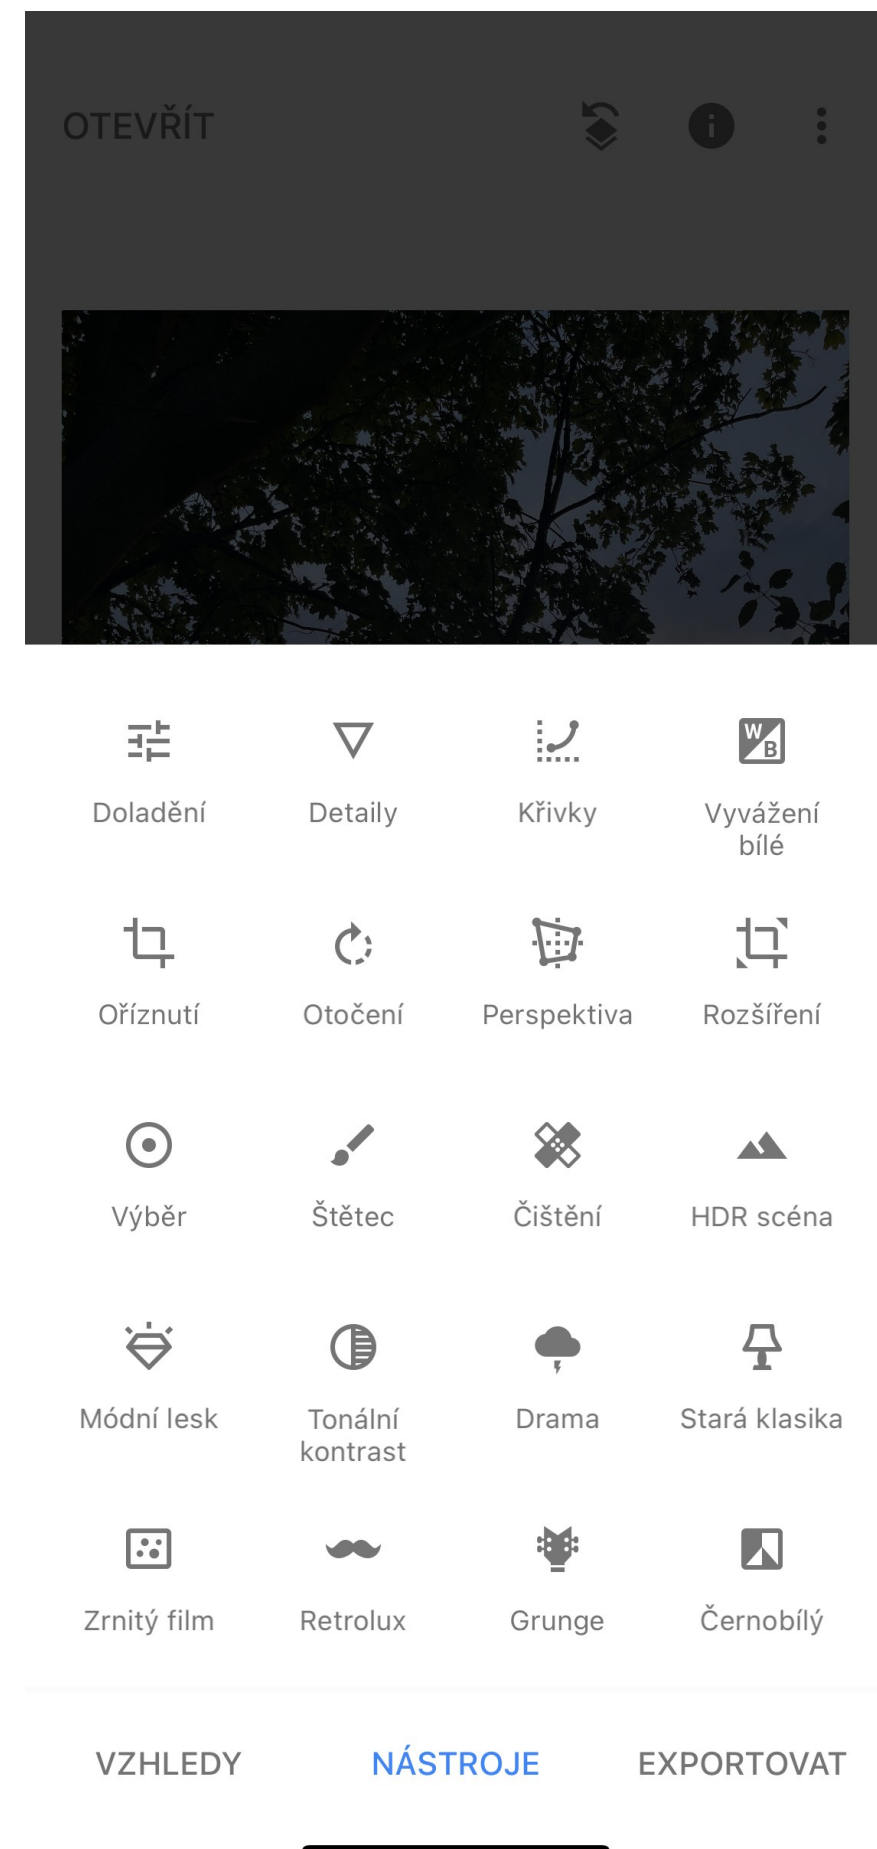 OTEVŘÍT
Doladění
Detaily
Křivky
W
B
Vyvážení
bílé
Oříznutí
Otočení
Perspektiva
Rozšíření
Výběr
Štětec
Čištění
HDR scéna
Módní lesk
Tonální
kontrast
Drama
Stará klasika
Zrnitý film
Retrolux
Grunge
Černobílý
VZHLEDY
NÁSTROJE
EXPORTOVAT